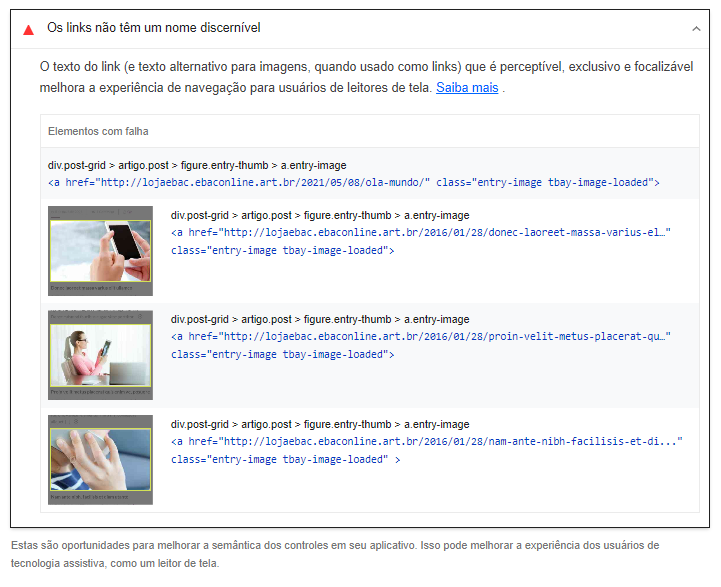 Os links não têm um nome discernível
O texto do link (e texto alternativo para imagens, quando usado como links) que é perceptível, exclusivo e focalizável
melhora a experiência de navegação para usuários de leitores de tela. Saiba mais .
Elementos com falha
div.post-grid > artigo.post > figure.entry-thumb > a.entry-image
<a href="http://lojaebac.ebaconline.art.br/2021/05/08/ola-mundo/" class="entry-image tbay-image-loaded">
div.post-grid > artigo.post > figure.entry-thumb > a.entry-image
<a href="http://lojaebac.ebaconline.art.br/2016/01/28/donec-laoreet-massa-varius-el…"
class="entry-image tbay-image-loaded">
div.post-grid > artigo.post > figure.entry-thumb > a.entry-image
<a href="http://lojaebac.ebaconline.art.br/2016/01/28/proin-velit-metus-placerat-qu…"
class="entry-image tbay-image-loaded">
div.post-grid > artigo.post > figure.entry-thumb > a.entry-image
<a href="http://lojaebac.ebaconline.art.br/2016/01/28/nam-ante-nibh-facilisis-et-di..."
class="entry-image tbay-image-loaded" >
Estas são oportunidades para melhorar a semântica dos controles em seu aplicativo. Isso pode melhorar a experiência dos usuários de
tecnologia assistiva, como um leitor de tela.